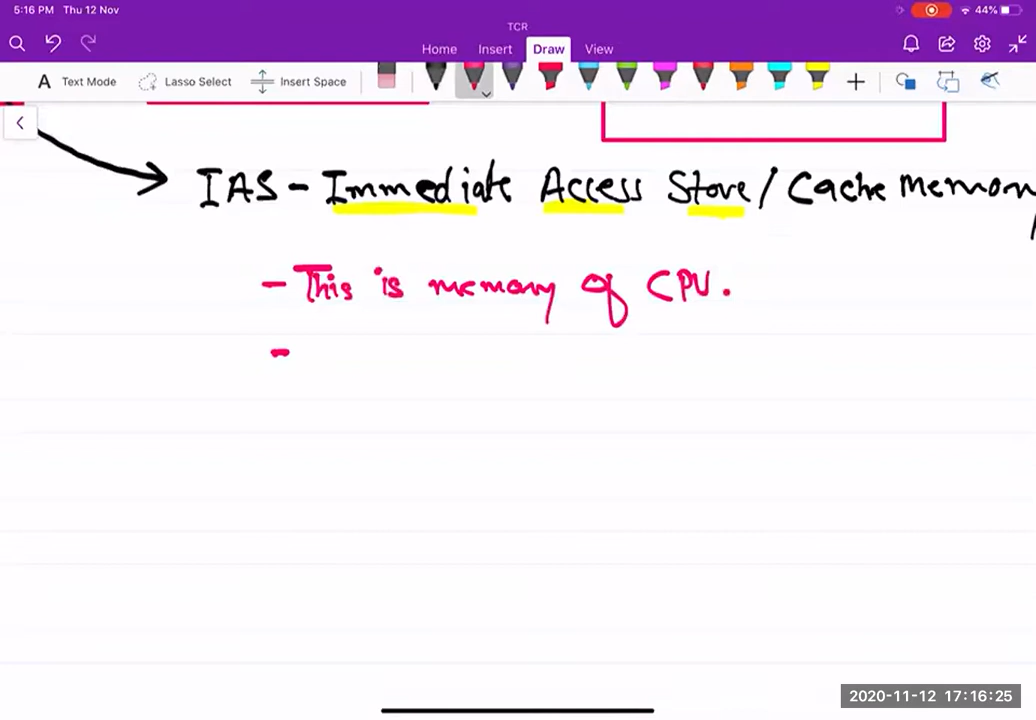 5:16 PM Thu 12 Nov
44%
TCR
Home Insert Draw View
A Text Mode Lasso Select Insert Space
IAS - Immediate Access Store / Cache memor
- This is memory of CPU.
-
2020-11-12 17:16:25